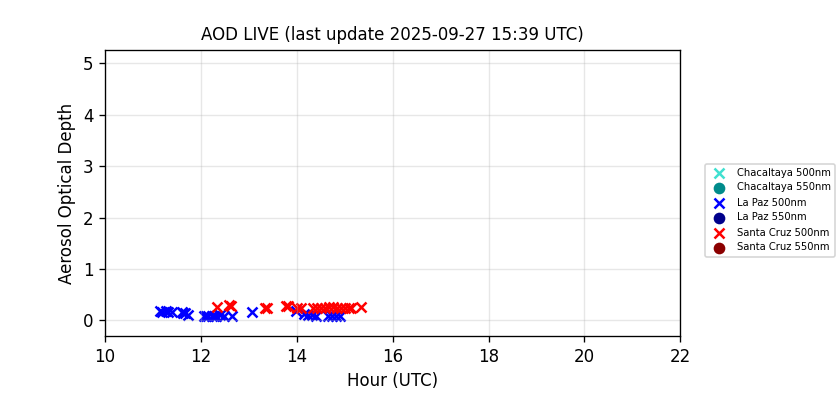 AOD LIVE (last update 2025-09-27 15:39 UTC)
Aerosol Optical Depth
5
4
3
2
1
0
10 12 14 16 18 20 22
Hour (UTC)
Chacaltaya 500nm
Chacaltaya 550nm
La Paz 500nm
La Paz 550nm
Santa Cruz 500nm
Santa Cruz 550nm